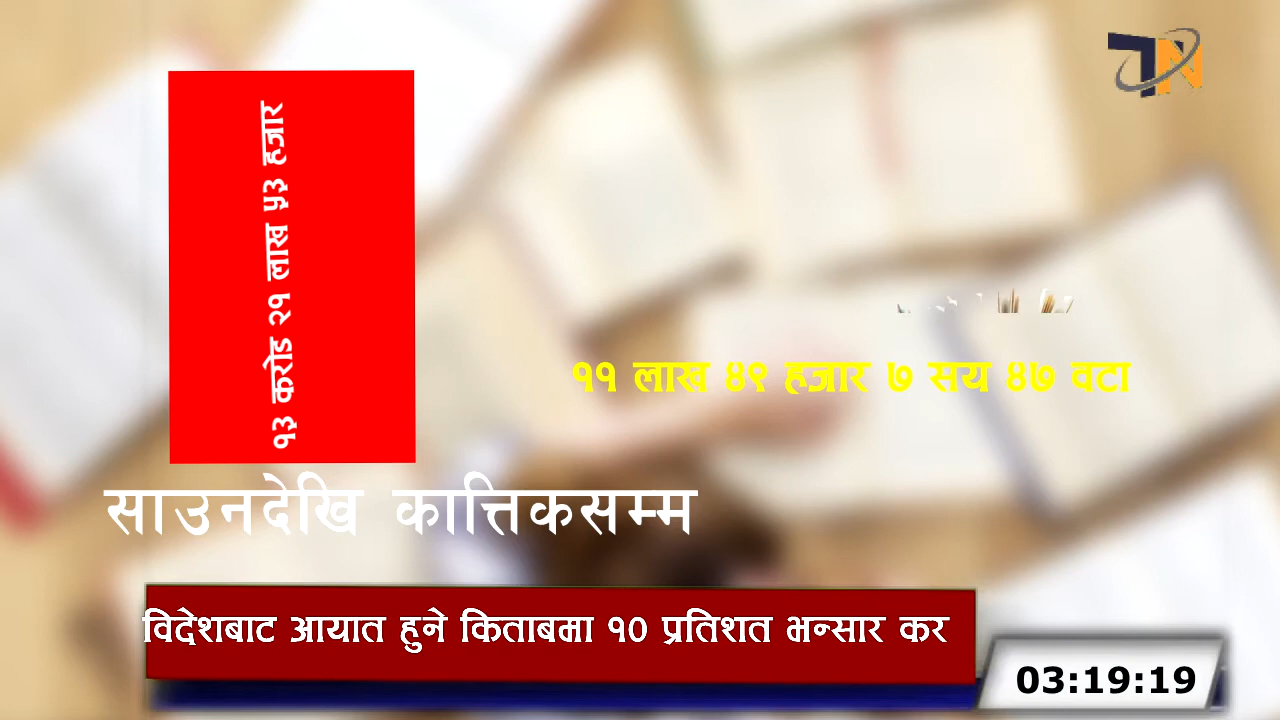 १३ करोड २१ लाख ५३ हजार
११ लाख ४९ हजार ७ सय ४७ वटा
साउनदेखि कात्तिकसम्म
विदेशबाट आयात हुने किताबमा १० प्रतिशत भन्सार कर
03:19:19